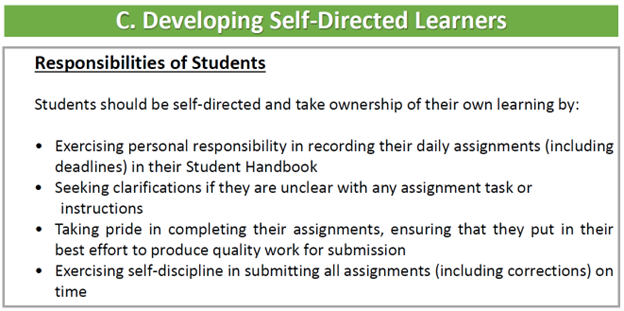 C. Developing Self-Directed Learners
Responsibilities of Students
Students should be self-directed and take ownership of their own learning by:
• Exercising personal responsibility in recording their daily assignments (including
deadlines) in their Student Handbook
• Seeking clarifications if they are unclear with any assignment task or
instructions
• Taking pride in completing their assignments, ensuring that they put in their
best effort to produce quality work for submission
• Exercising self-discipline in submitting all assignments (including corrections) on
time